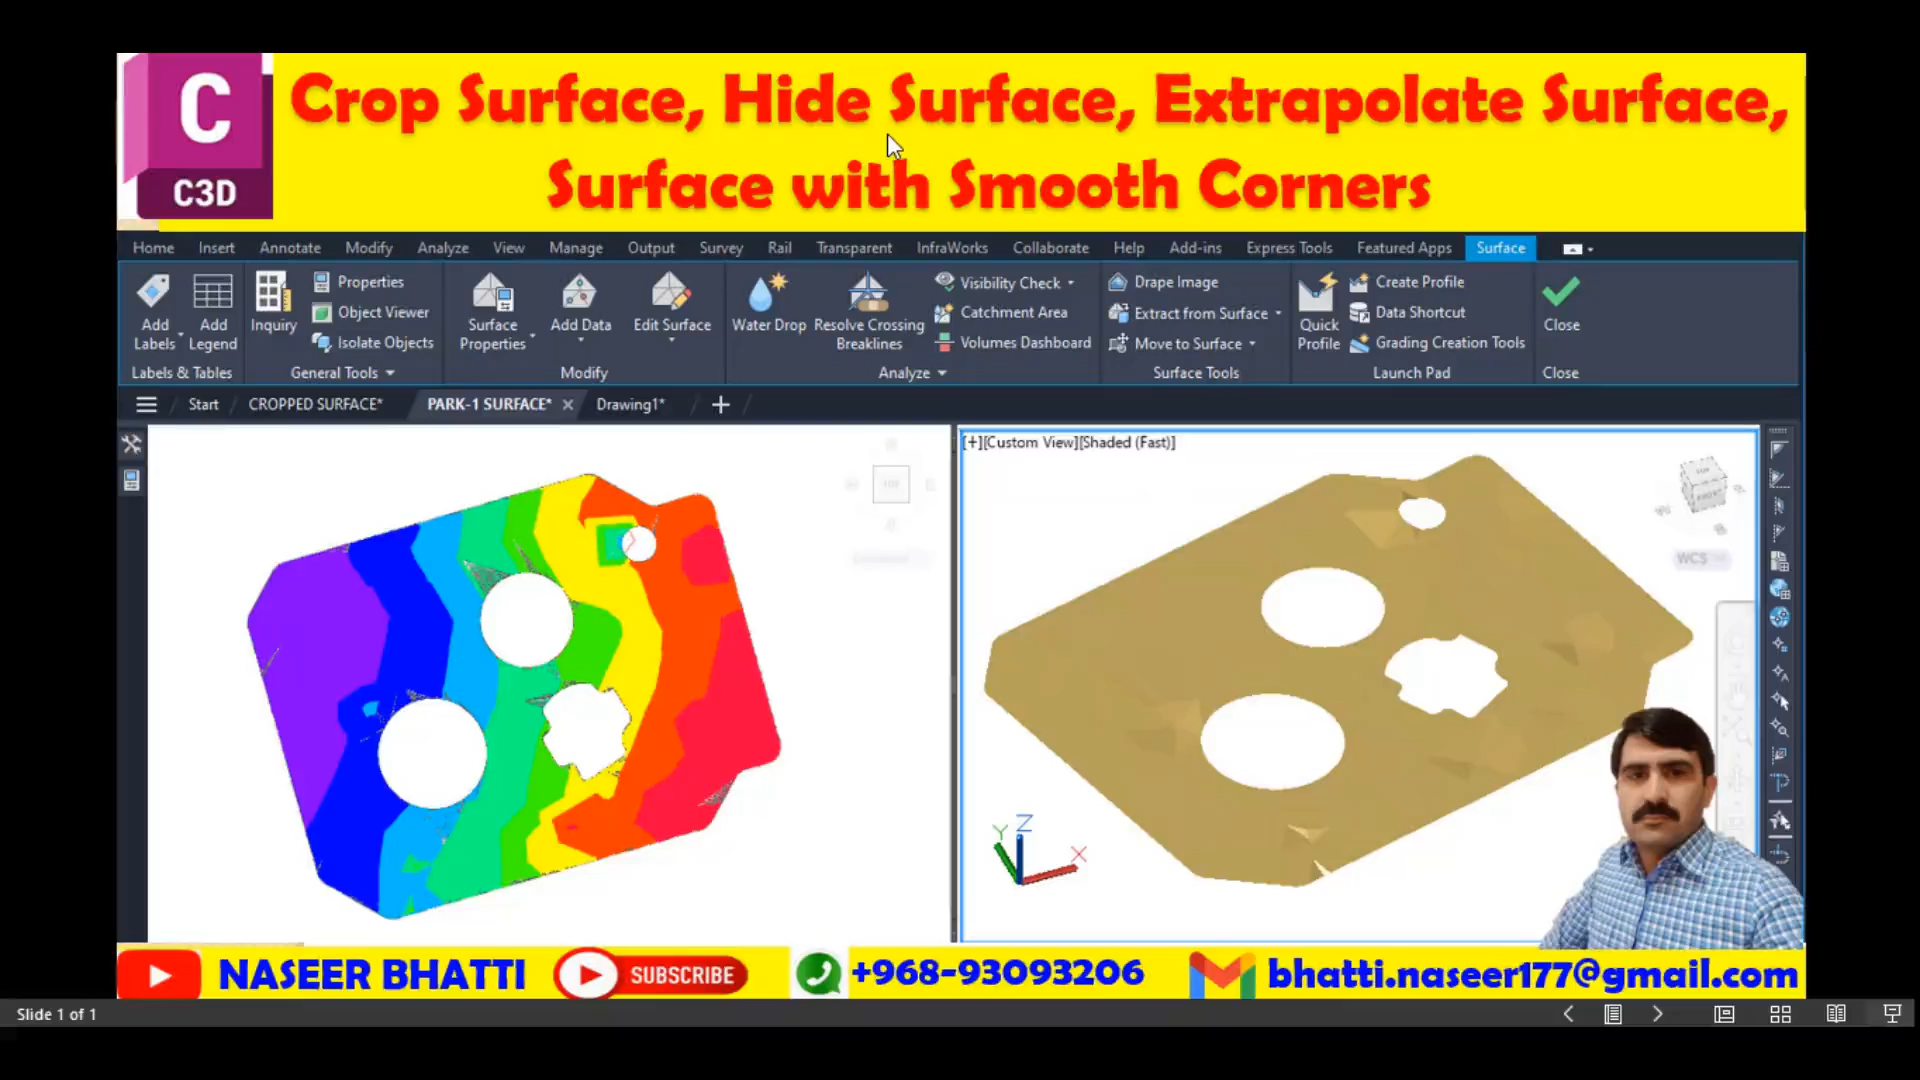 C
C3D
Crop Surface, Hide Surface, Extrapolate Surface,
Surface with Smooth Corners
Home Insert Annotate Modify Analyze View Manage Output Survey Rail Transparent InfraWorks Collaborate Help Add-ins Express Tools Featured Apps Surface
Add Labels
Add Legend
Labels & Tables
Inquiry
Properties
Object Viewer
Isolate Objects
General Tools
Surface Properties
Add Data
Edit Surface
Modify
Water Drop
Resolve Crossing Breaklines
Visibility Check
Catchment Area
Volumes Dashboard
Analyze
Drape Image
Extract from Surface
Move to Surface
Surface Tools
Quick Profile
Create Profile
Data Shortcut
Grading Creation Tools
Launch Pad
Close
Close
Start CROPPED SURFACE* PARK-1 SURFACE* Drawing1*
[+][Custom View][Shaded (Fast)]
TOP
WCS
Z
Y
X
NASEER BHATTI
SUBSCRIBE
+968-93093206
bhatti.naseer177@gmail.com
Slide 1 of 1